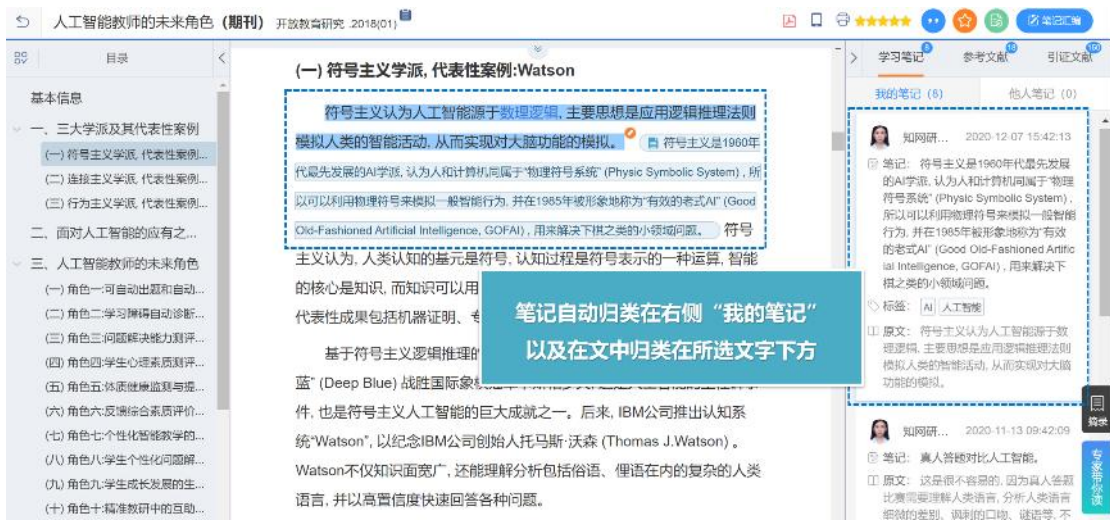 人工智能教师的未来角色（期刊） 开放教育研究 .2018(01)
笔记汇编
目录
基本信息
一、三大学派及其代表性案例
(一) 符号主义学派, 代表性案例...
(二) 连接主义学派, 代表性案例...
(三) 行为主义学派, 代表性案例...
二、面对人工智能的应有之...
三、人工智能教师的未来角色
(一) 角色一:可自动出题和自动...
(二) 角色二:学习障碍自动诊断...
(三) 角色三:问题解决能力测评...
(四) 角色四:学生心理素质测评...
(五) 角色五:体质健康监测与提...
(六) 角色六:反馈综合素质评价...
(七) 角色七:个性化智能教学的...
(八) 角色八:学生个性化问题解...
(九) 角色九:学生成长发展的生...
(十) 角色十:精准教研中的互助...
(一) 符号主义学派, 代表性案例:Watson
符号主义认为人工智能源于数理逻辑, 主要思想是应用逻辑推理法则
模拟人类的智能活动, 从而实现对大脑功能的模拟。 符号主义是1960年
代最先发展的AI学派, 认为人和计算机同属于“物理符号系统” (Physic Symbolic System) , 所
以可以利用物理符号来模拟一般智能行为, 并在1985年被形象地称为“有效的老式AI” (Good
Old-Fashioned Artificial Intelligence, GOFAI) , 用来解决下棋之类的小领域问题。 符号
主义认为, 人类认知的基元是符号, 认知过程是符号表示的一种运算, 智能
的核心是知识, 而知识可以用
代表性成果包括机器证明、专
基于符号主义逻辑推理的
蓝” (Deep Blue) 战胜国际象
件, 也是符号主义人工智能的巨大成就之一。后来, IBM公司推出认知系
统“Watson”, 以纪念IBM公司创始人托马斯·沃森 (Thomas J.Watson) 。
Watson不仅知识面宽广, 还能理解分析包括俗语、俚语在内的复杂的人类
语言, 并以高置信度快速回答各种问题。
笔记自动归类在右侧“我的笔记”
以及在文中归类在所选文字下方
学习笔记 8 参考文献 18 引证文献 190
我的笔记（8） 他人笔记（0）
知网研... 2020-12-07 15:42:13
笔记: 符号主义是1960年代最先发展
的AI学派, 认为人和计算机同属于“物理
符号系统” (Physic Symbolic System) ,
所以可以利用物理符号来模拟一般智能
行为, 并在1985年被形象地称为“有效
的老式AI” (Good Old-Fashioned Artific
ial Intelligence, GOFAI) , 用来解决下
棋之类的小领域问题。
标签: AI 人工智能
原文: 符号主义认为人工智能源于数
理逻辑, 主要思想是应用逻辑推理法则
模拟人类的智能活动, 从而实现对大脑
功能的模拟。
知网研... 2020-11-13 09:42:09
笔记: 真人答题对比人工智能。
原文: 这是很不容易的, 因为真人答题
比赛需要理解人类语言, 分析人类语言
细微的差别、讽刺的口吻、谜语等, 不
摘录
专家带你读